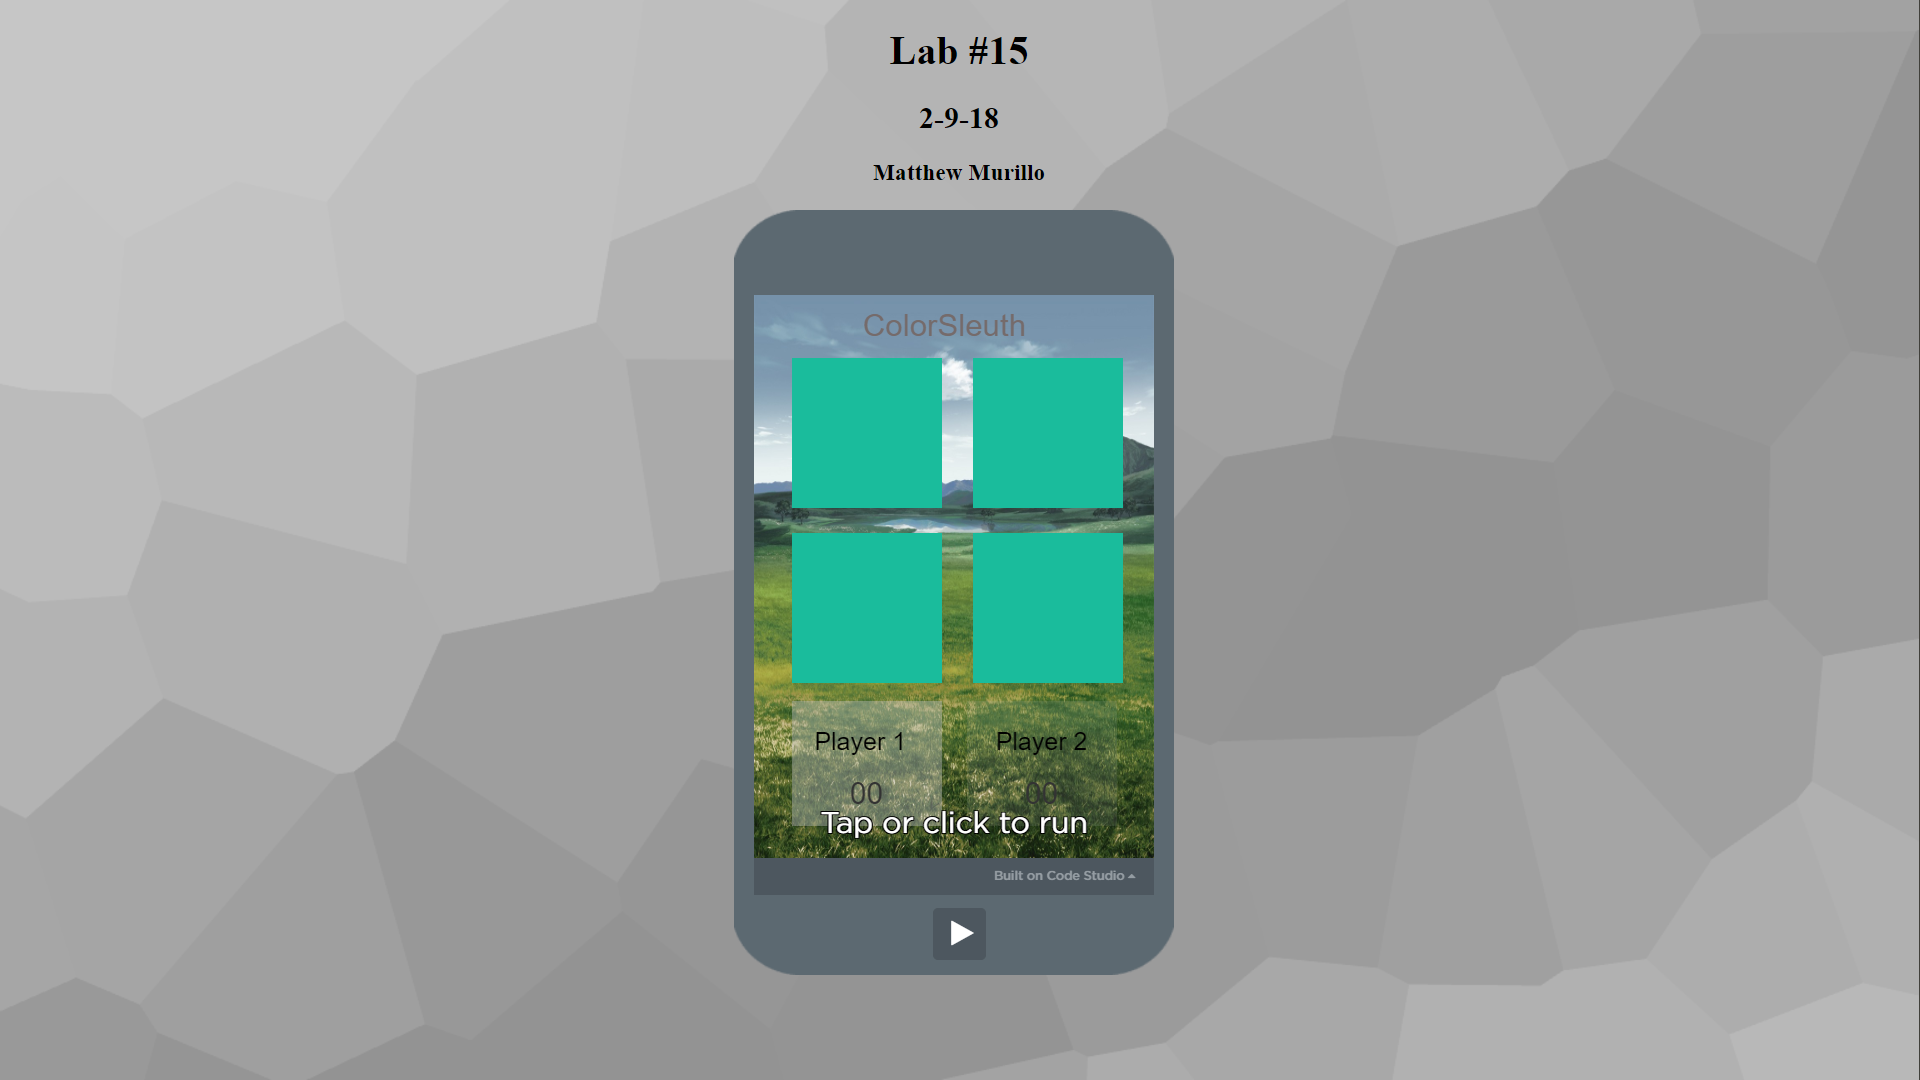 Lab #15
2-9-18
Matthew Murillo
ColorSleuth
Player 1 Player 2
00 00
Tap or click to run
Built on Code Studio